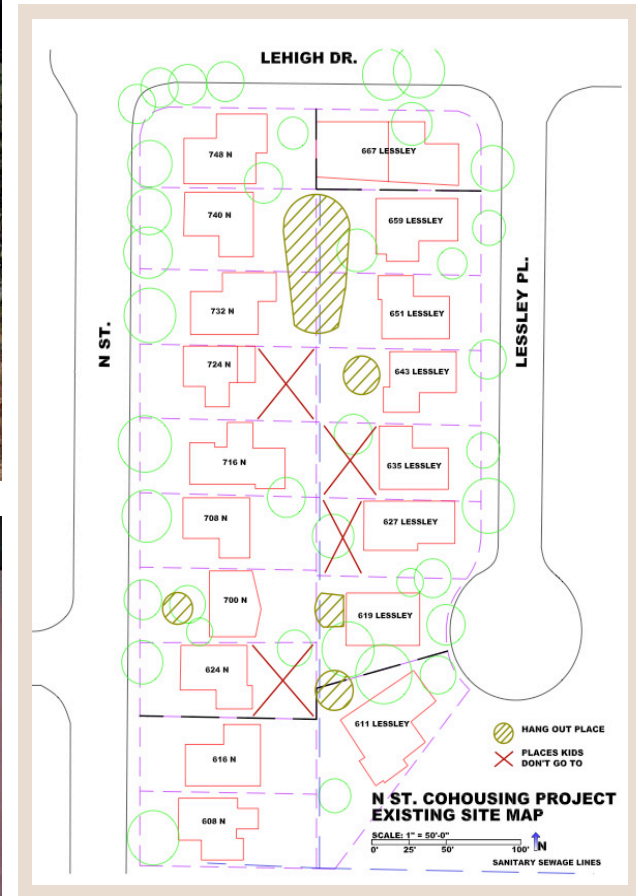 LEHIGH DR.
748 N
667 LESSLEY
740 N
659 LESSLEY
732 N
651 LESSLEY
N ST.
LESSLEY PL.
724 N
643 LESSLEY
716 N
635 LESSLEY
708 N
627 LESSLEY
700 N
619 LESSLEY
624 N
611 LESSLEY
616 N
608 N
HANG OUT PLACE
PLACES KIDS
DON'T GO TO
N ST. COHOUSING PROJECT
EXISTING SITE MAP
SCALE: 1" = 50'-0"
0' 25' 50' 100' N
SANITARY SEWAGE LINES